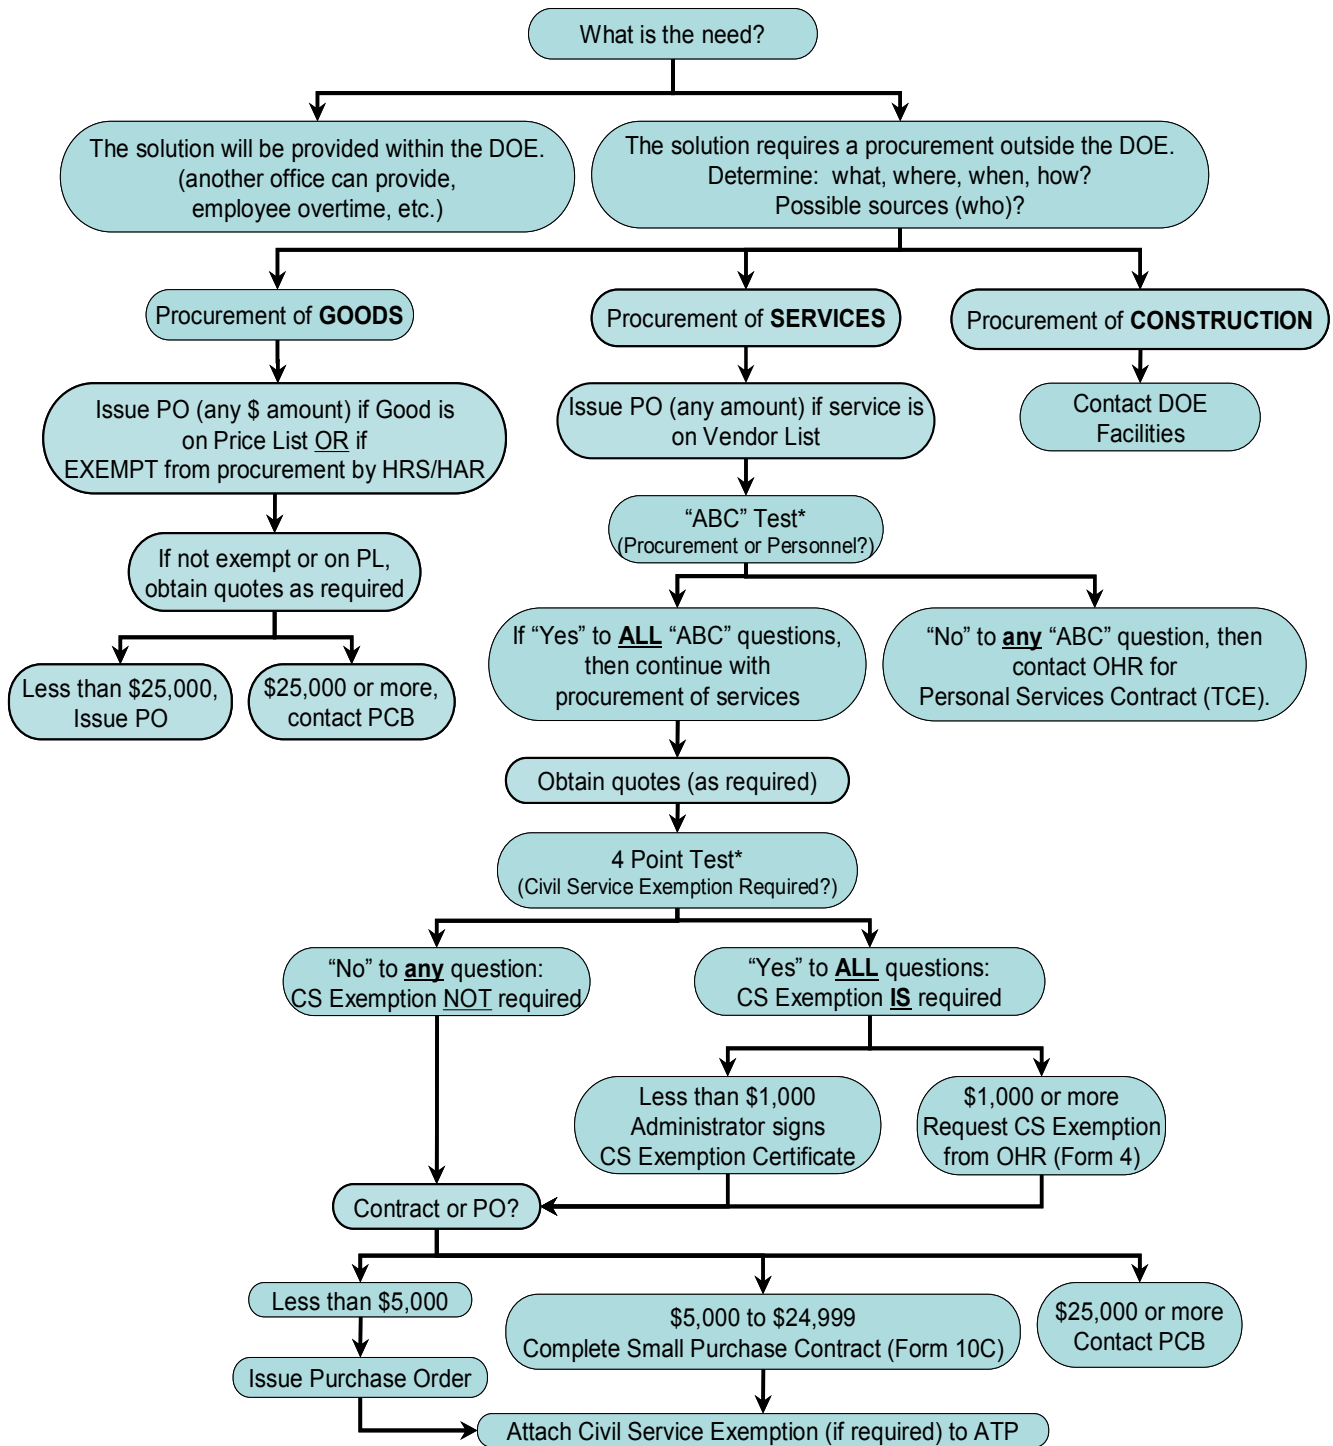 What is the need?
The solution will be provided within the DOE.
(another office can provide,
employee overtime, etc.)
The solution requires a procurement outside the DOE.
Determine:  what, where, when, how?
Possible sources (who)?
Procurement of GOODS
Procurement of SERVICES
Procurement of CONSTRUCTION
Issue PO (any $ amount) if Good is
on Price List OR if
EXEMPT from procurement by HRS/HAR
Issue PO (any amount) if service is
on Vendor List
Contact DOE
Facilities
“ABC” Test*
(Procurement or Personnel?)
If not exempt or on PL,
obtain quotes as required
If “Yes” to ALL “ABC” questions,
then continue with
procurement of services
“No” to any “ABC” question, then
contact OHR for
Personal Services Contract (TCE).
Less than $25,000,
Issue PO
$25,000 or more,
contact PCB
Obtain quotes (as required)
4 Point Test*
(Civil Service Exemption Required?)
“No” to any question:
CS Exemption NOT required
“Yes” to ALL questions:
CS Exemption IS required
Less than $1,000
Administrator signs
CS Exemption Certificate
$1,000 or more
Request CS Exemption
from OHR (Form 4)
Contract or PO?
Less than $5,000
$5,000 to $24,999
Complete Small Purchase Contract (Form 10C)
$25,000 or more
Contact PCB
Issue Purchase Order
Attach Civil Service Exemption (if required) to ATP